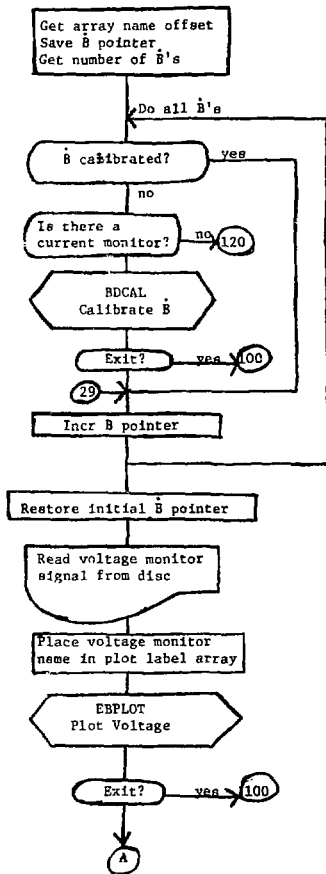 Get array name offset
Save Ḃ pointer
Get number of Ḃ's
Do all Ḃ's
Ḃ calibrated?
yes
no
Is there a
current monitor?
no
120
BDCAL
Calibrate Ḃ
Exit?
yes
100
29
Incr B pointer
Restore initial Ḃ pointer
Read voltage monitor
signal from disc
Place voltage monitor
name in plot label array
EBPLOT
Plot Voltage
Exit?
yes
100
A